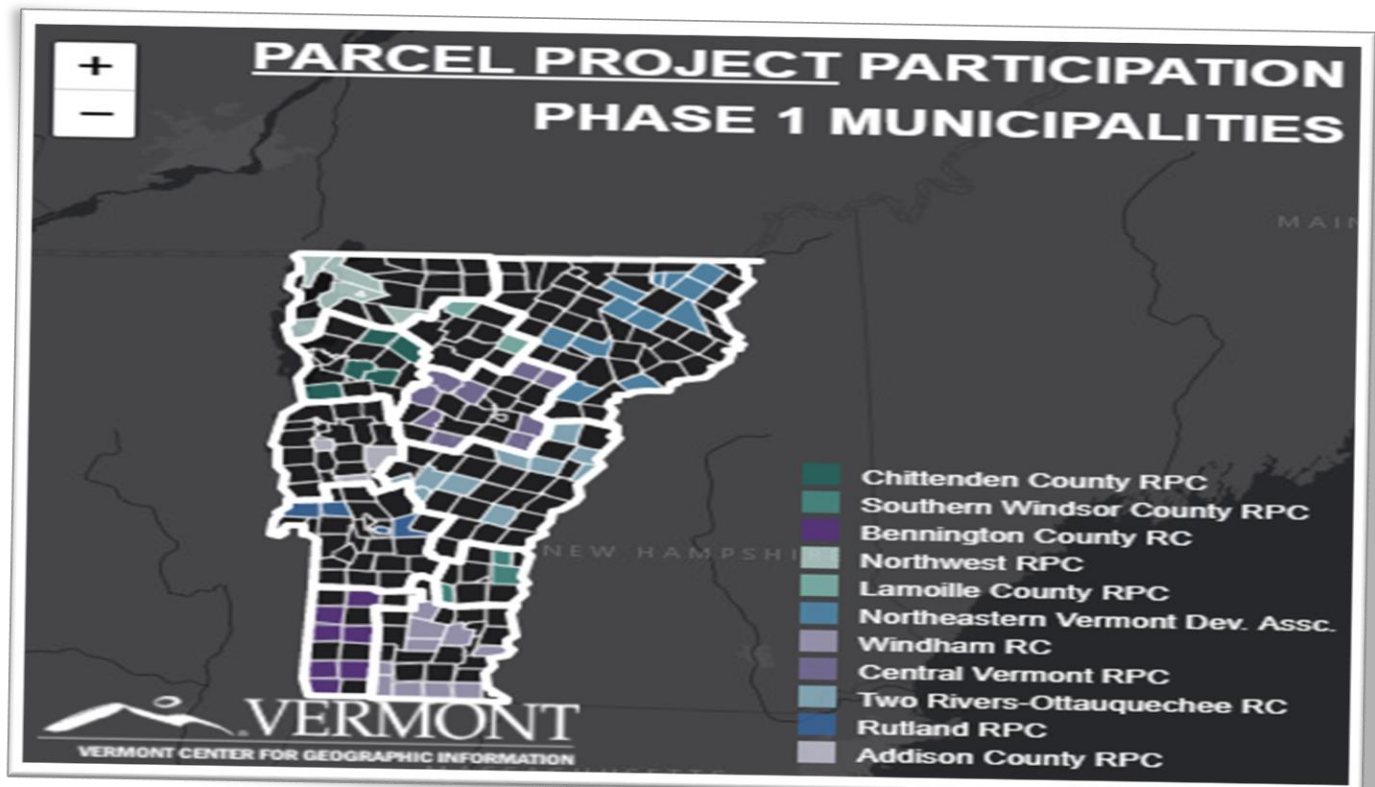 +
PARCEL PROJECT PARTICIPATION
−
PHASE 1 MUNICIPALITIES
MAIN
NEW HAMPSHIRE
Chittenden County RPC
Southern Windsor County RPC
Bennington County RC
Northwest RPC
Lamoille County RPC
Northeastern Vermont Dev. Assc.
Windham RC
Central Vermont RPC
Two Rivers-Ottauquechee RC
Rutland RPC
Addison County RPC
VERMONT
VERMONT CENTER FOR GEOGRAPHIC INFORMATION